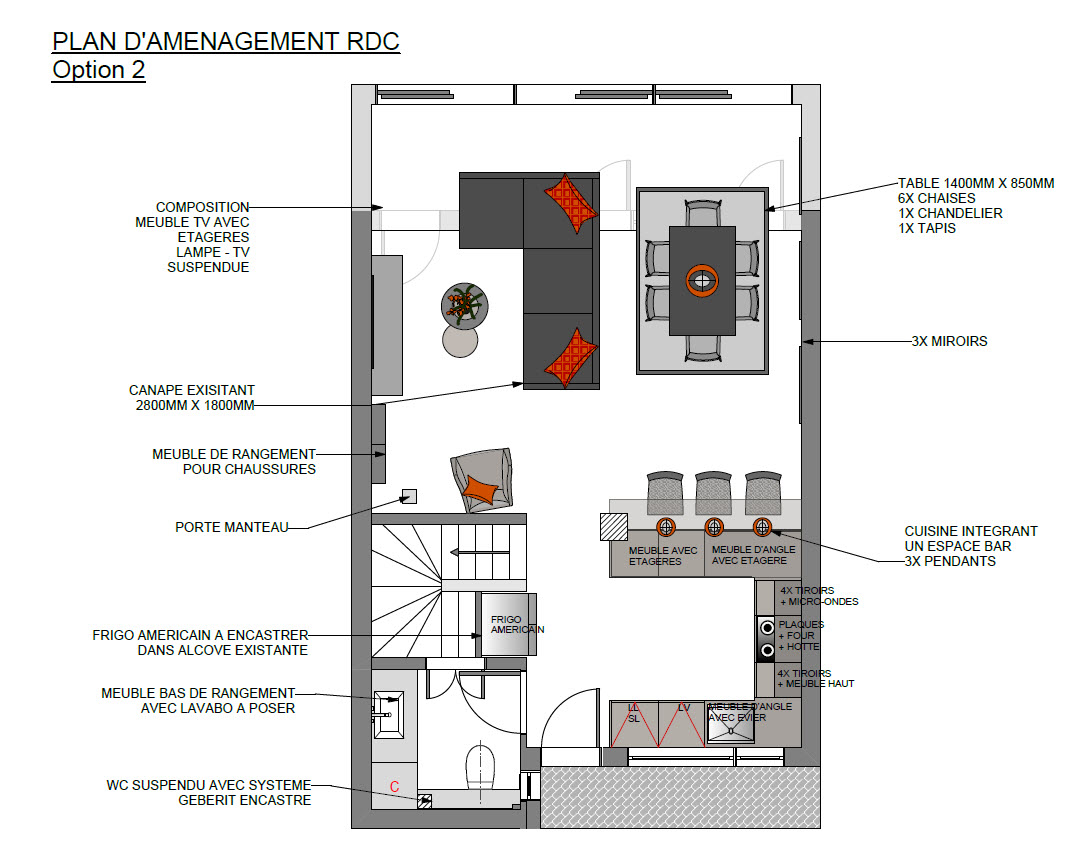 PLAN D'AMENAGEMENT RDC
Option 2
COMPOSITION
MEUBLE TV AVEC
ETAGERES
LAMPE - TV
SUSPENDUE
TABLE 1400MM X 850MM
6X CHAISES
1X CHANDELIER
1X TAPIS
3X MIROIRS
CANAPE EXISITANT
2800MM X 1800MM
MEUBLE DE RANGEMENT
POUR CHAUSSURES
PORTE MANTEAU
CUISINE INTEGRANT
UN ESPACE BAR
3X PENDANTS
MEUBLE AVEC
ETAGERES
MEUBLE D'ANGLE
AVEC ETAGERE
4X TIROIRS
+ MICRO-ONDES
PLAQUES
+ FOUR
+ HOTTE
4X TIROIRS
+ MEUBLE HAUT
FRIGO
AMERICAIN
FRIGO AMERICAIN A ENCASTRER
DANS ALCOVE EXISTANTE
MEUBLE BAS DE RANGEMENT
AVEC LAVABO A POSER
LL
SL
LV
MEUBLE D'ANGLE
AVEC EVIER
C
WC SUSPENDU AVEC SYSTEME
GEBERIT ENCASTRE